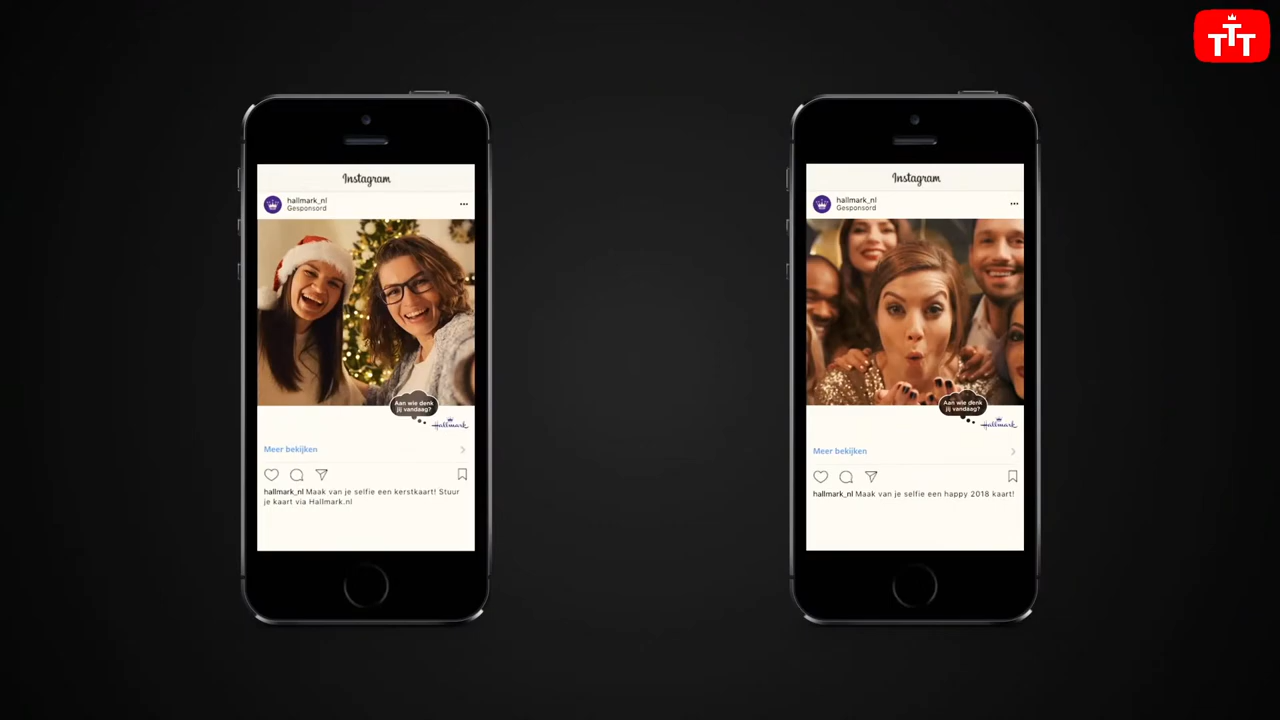 TTT
Instagram
hallmark_nl
Gesponsord
Aan wie denk
jij vandaag?
Hallmark
Meer bekijken
hallmark_nl Maak van je selfie een kerstkaart! Stuur
je kaart via Hallmark.nl
Instagram
hallmark_nl
Gesponsord
Aan wie denk
jij vandaag?
Hallmark
Meer bekijken
hallmark_nl Maak van je selfie een happy 2018 kaart!